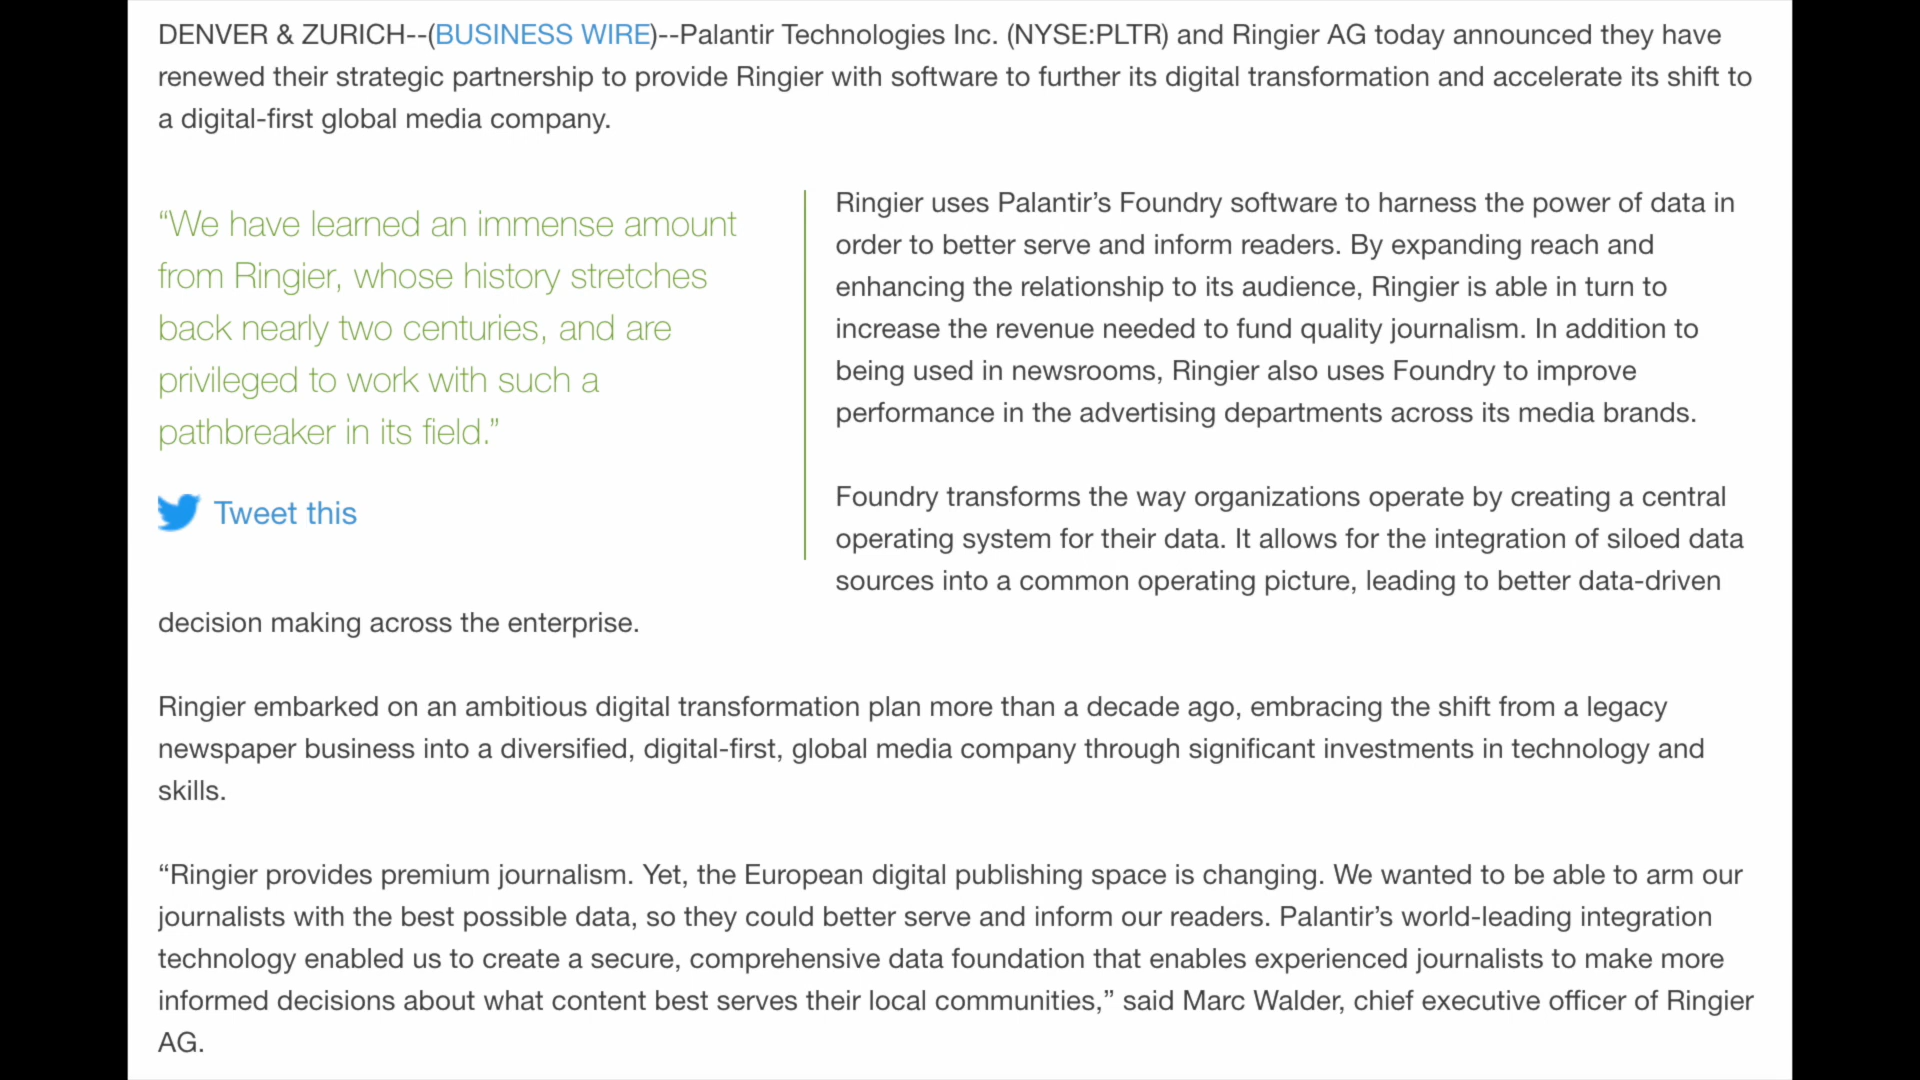 DENVER & ZURICH--(BUSINESS WIRE)--Palantir Technologies Inc. (NYSE:PLTR) and Ringier AG today announced they have
renewed their strategic partnership to provide Ringier with software to further its digital transformation and accelerate its shift to
a digital-first global media company.
“We have learned an immense amount
from Ringier, whose history stretches
back nearly two centuries, and are
privileged to work with such a
pathbreaker in its field.”
Tweet this
Ringier uses Palantir’s Foundry software to harness the power of data in
order to better serve and inform readers. By expanding reach and
enhancing the relationship to its audience, Ringier is able in turn to
increase the revenue needed to fund quality journalism. In addition to
being used in newsrooms, Ringier also uses Foundry to improve
performance in the advertising departments across its media brands.
Foundry transforms the way organizations operate by creating a central
operating system for their data. It allows for the integration of siloed data
sources into a common operating picture, leading to better data-driven
decision making across the enterprise.
Ringier embarked on an ambitious digital transformation plan more than a decade ago, embracing the shift from a legacy
newspaper business into a diversified, digital-first, global media company through significant investments in technology and
skills.
“Ringier provides premium journalism. Yet, the European digital publishing space is changing. We wanted to be able to arm our
journalists with the best possible data, so they could better serve and inform our readers. Palantir’s world-leading integration
technology enabled us to create a secure, comprehensive data foundation that enables experienced journalists to make more
informed decisions about what content best serves their local communities,” said Marc Walder, chief executive officer of Ringier
AG.